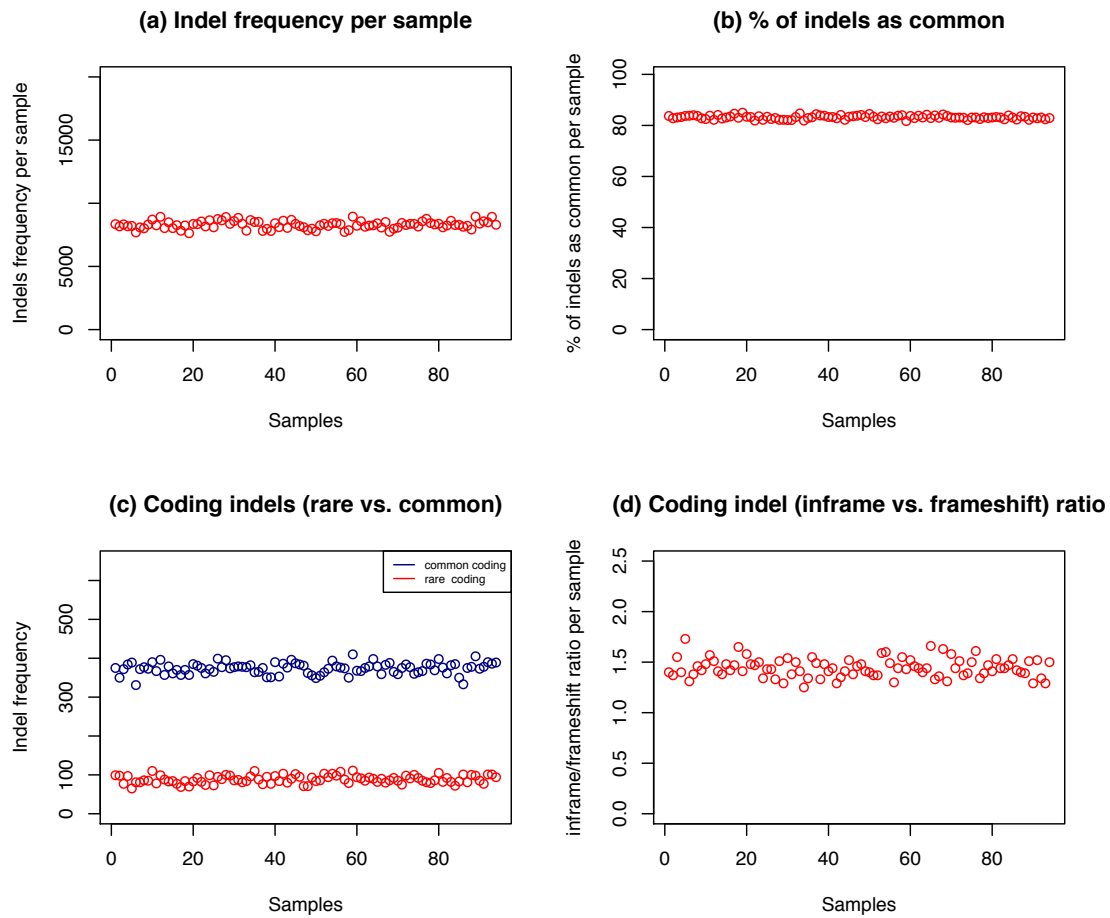 (a) Indel frequency per sample
Indels frequency per sample
15000
5000
0
0 20 40 60 80
Samples
(b) % of indels as common
% of indels as common per sample
100
80
60
40
20
0
0 20 40 60 80
Samples
(c) Coding indels (rare vs. common)
Indel frequency
500
300
100
0
common coding
rare coding
0 20 40 60 80
Samples
(d) Coding indel (inframe vs. frameshift) ratio
inframe/frameshift ratio per sample
2.5
2.0
1.5
1.0
0.5
0.0
0 20 40 60 80
Samples